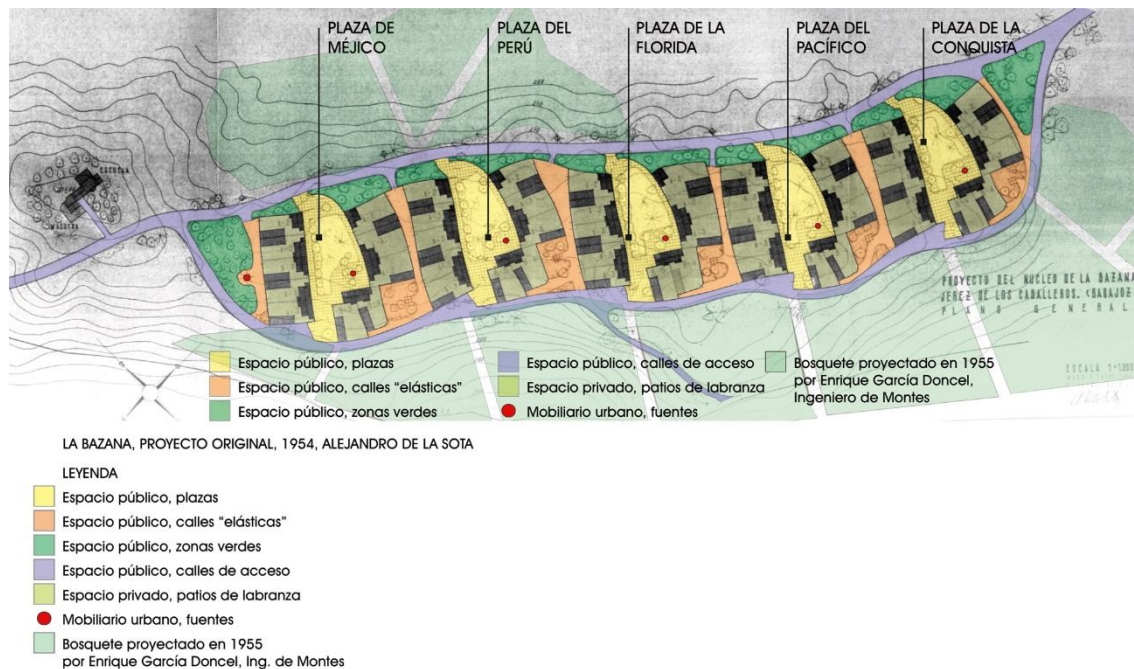 PLAZA DE
MÉJICO
PLAZA DEL
PERÚ
PLAZA DE LA
FLORIDA
PLAZA DEL
PACÍFICO
PLAZA DE LA
CONQUISTA
ESCUELA
MAESTRA
PROYECTO DEL NUCLEO DE LA BAZANA
JEREZ DE LOS CABALLEROS. (BADAJOZ
PLANO GENERAL
ESCALA 1=1.000
Espacio público, plazas
Espacio público, calles "elásticas"
Espacio público, zonas verdes
Espacio público, calles de acceso
Espacio privado, patios de labranza
Mobiliario urbano, fuentes
Bosquete proyectado en 1955
por Enrique García Doncel,
Ingeniero de Montes
LA BAZANA, PROYECTO ORIGINAL, 1954, ALEJANDRO DE LA SOTA
LEYENDA
Espacio público, plazas
Espacio público, calles "elásticas"
Espacio público, zonas verdes
Espacio público, calles de acceso
Espacio privado, patios de labranza
Mobiliario urbano, fuentes
Bosquete proyectado en 1955
por Enrique García Doncel, Ing. de Montes